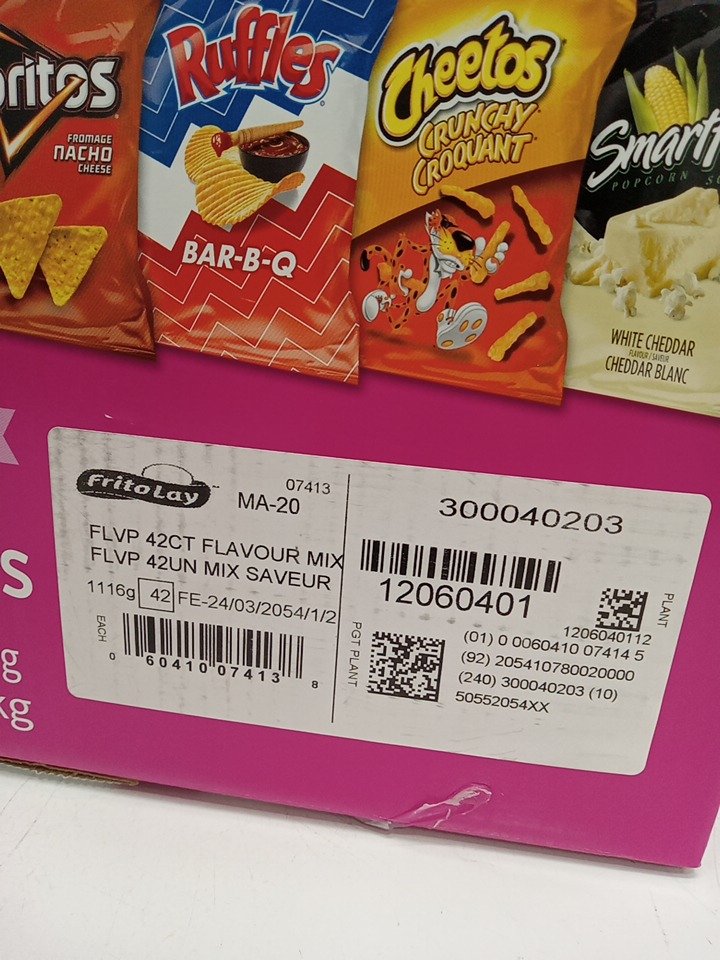 ritos
FROMAGE
NACHO
CHEESE
Ruffles
BAR-B-Q
Cheetos
CRUNCHY
CROQUANT
Smartf
POPCORN
WHITE CHEDDAR
FLAVOUR / SAVEUR
CHEDDAR BLANC
s
g
kg
Frito Lay
07413
MA-20
FLVP 42CT FLAVOUR MIX
FLVP 42UN MIX SAVEUR
1116g 42 FE-24/03/2054/1/2
EACH
0 60410 07413 8
300040203
12060401
PGT PLANT
PLANT
1206040112
(01) 0 0060410 07414 5
(92) 205410780020000
(240) 300040203 (10)
50552054XX